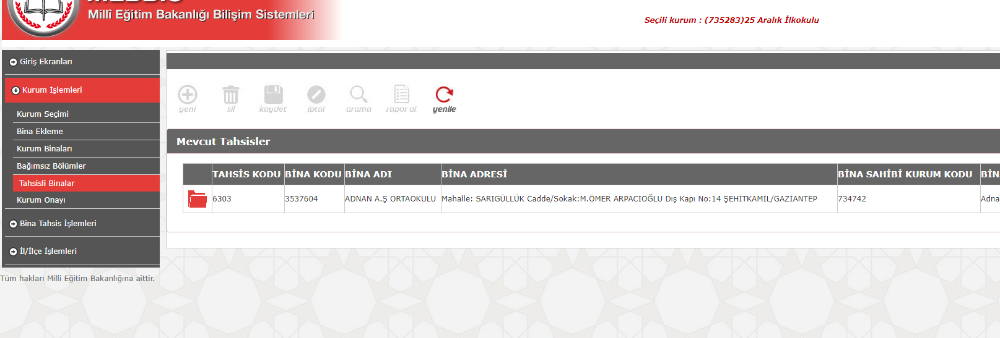 Millî Eğitim Bakanlığı Bilişim Sistemleri
Seçili kurum : (735283)25 Aralık İlkokulu
Giriş Ekranları
Kurum İşlemleri
Kurum Seçimi
Bina Ekleme
Kurum Binaları
Bağımsız Bölümler
Tahsisli Binalar
Kurum Onayı
Bina Tahsis İşlemleri
İl/İlçe İşlemleri
Tüm hakları Milli Eğitim Bakanlığına aittir.
yeni sil kaydet iptal arama rapor al yenile
Mevcut Tahsisler
TAHSİS KODU BİNA KODU BİNA ADI BİNA ADRESİ BİNA SAHİBİ KURUM KODU BİN
6303 3537604 ADNAN A.Ş ORTAOKULU Mahalle: SARIGÜLLÜK Cadde/Sokak:M.ÖMER ARPACIOĞLU Dış Kapı No:14 ŞEHİTKAMİL/GAZİANTEP 734742 Adna